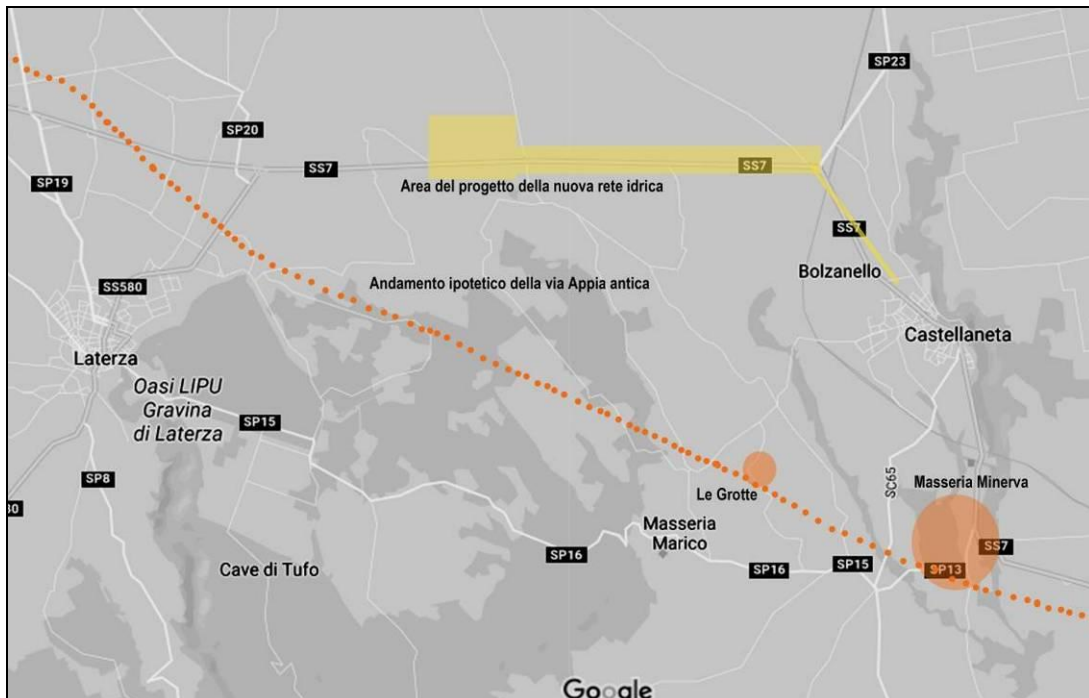 SP23
SP20
SS7
SS7
SP19
Area del progetto della nuova rete idrica
SS7
Bolzanello
Andamento ipotetico della via Appia antica
SS580
Castellaneta
Laterza
Oasi LIPU
Gravina
di Laterza
SP15
SP8
SC65
Masseria Minerva
Le Grotte
Masseria
Marico
SS7
SP16
Cave di Tufo
SP16
SP15
SP13
Google